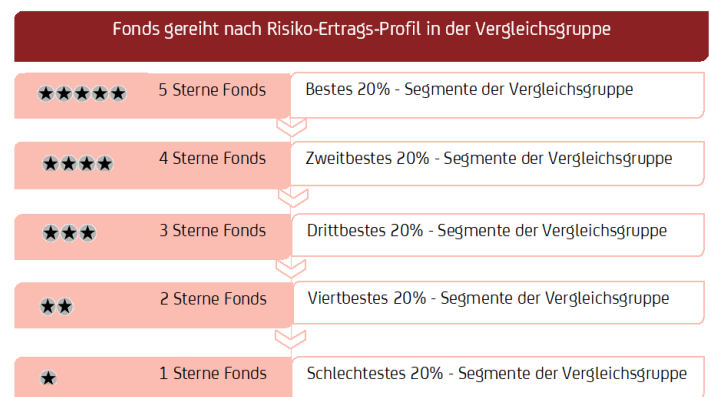 Fonds gereiht nach Risiko-Ertrags-Profil in der Vergleichsgruppe
5 Sterne Fonds Bestes 20% - Segmente der Vergleichsgruppe
4 Sterne Fonds Zweitbestes 20% - Segmente der Vergleichsgruppe
3 Sterne Fonds Drittbestes 20% - Segmente der Vergleichsgruppe
2 Sterne Fonds Viertbestes 20% - Segmente der Vergleichsgruppe
1 Sterne Fonds Schlechtestes 20% - Segmente der Vergleichsgruppe